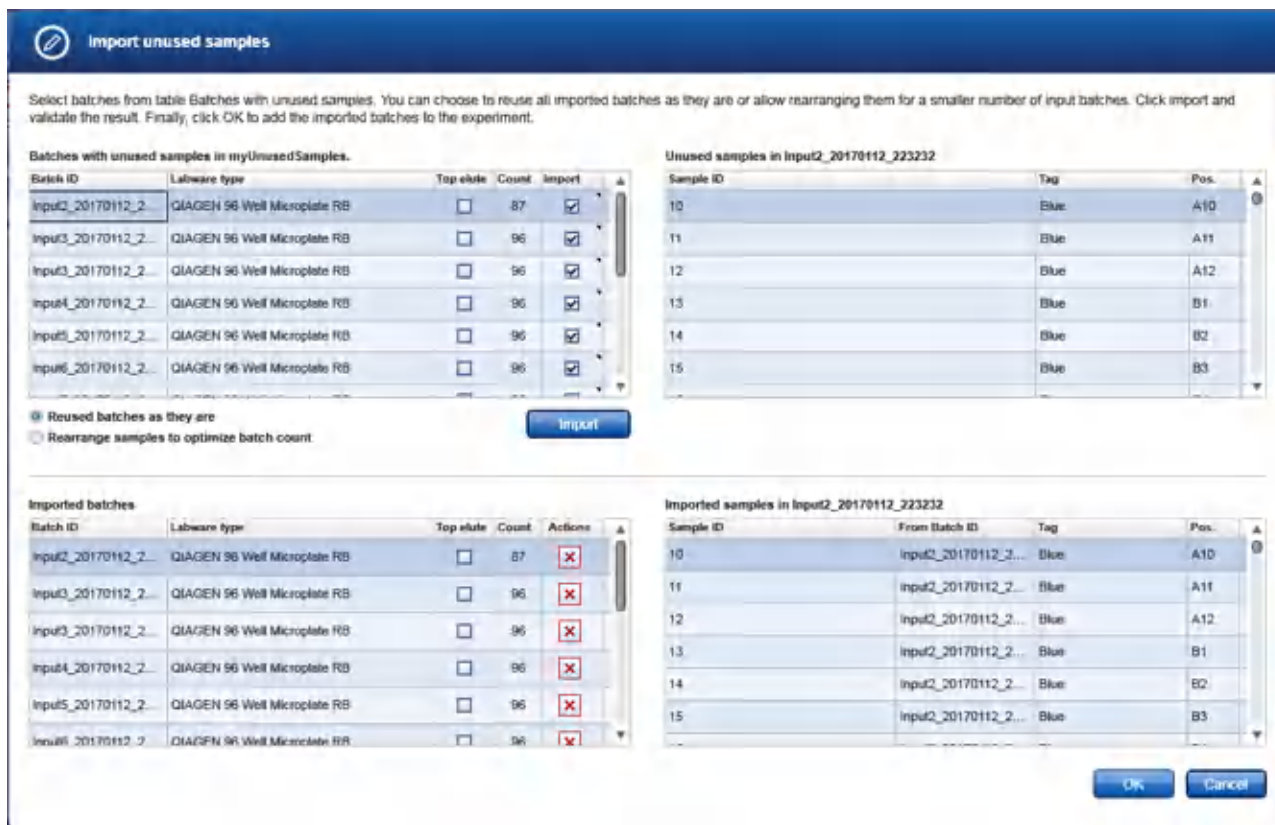 Import unused samples
Select batches from table Batches with unused samples. You can choose to reuse all imported batches as they are or allow rearranging them for a smaller number of input batches. Click import and
validate the result. Finally, click OK to add the imported batches to the experiment.
Batches with unused samples in myUnusedSamples.
Batch ID Labware type Top elute Count Import
Input2_20170112_2... QIAGEN 96 Well Microplate RB 87
Input3_20170112_2... QIAGEN 96 Well Microplate RB 96
Input3_20170112_2... QIAGEN 96 Well Microplate RB 96
Input4_20170112_2... QIAGEN 96 Well Microplate RB 96
Input5_20170112_2... QIAGEN 96 Well Microplate RB 96
Input6_20170112_2... QIAGEN 96 Well Microplate RB 96
Reused batches as they are
Rearrange samples to optimize batch count
Import
Unused samples in Input2_20170112_223232
Sample ID Tag Pos.
10 Blue A10
11 Blue A11
12 Blue A12
13 Blue B1
14 Blue B2
15 Blue B3
Imported batches
Batch ID Labware type Top elute Count Actions
Input2_20170112_2... QIAGEN 96 Well Microplate RB 87
Input3_20170112_2... QIAGEN 96 Well Microplate RB 96
Input3_20170112_2... QIAGEN 96 Well Microplate RB 96
Input4_20170112_2... QIAGEN 96 Well Microplate RB 96
Input5_20170112_2... QIAGEN 96 Well Microplate RB 96
Input6_20170112_2... QIAGEN 96 Well Microplate RB 96
Imported samples in Input2_20170112_223232
Sample ID From Batch ID Tag Pos.
10 Input2_20170112_2... Blue A10
11 Input2_20170112_2... Blue A11
12 Input2_20170112_2... Blue A12
13 Input2_20170112_2... Blue B1
14 Input2_20170112_2... Blue B2
15 Input2_20170112_2... Blue B3
OK Cancel